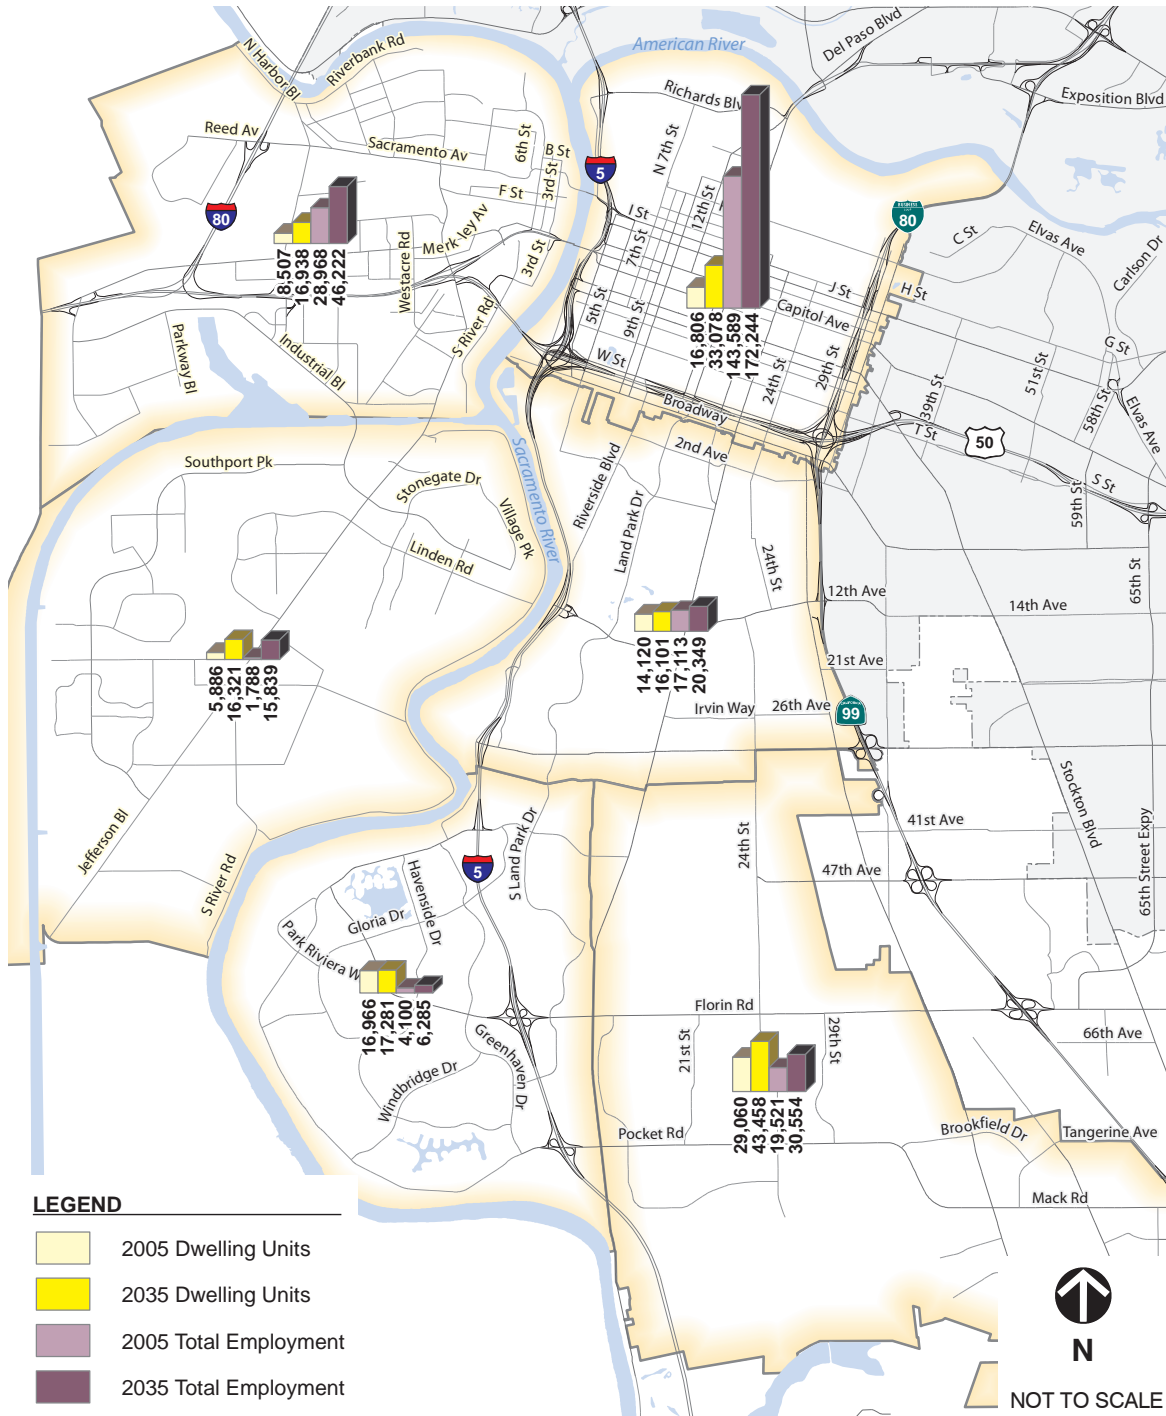 American River
Del Paso Blvd
N Harbor Bl
Riverbank Rd
Richards Blv
Exposition Blvd
Reed Av
Sacramento Av
6th St
B St
3rd St
F St
N 7th St
12th St
5
80
BUSINESS
80
I St
7th St
Merk-ley Av
Westacre Rd
3rd St
C St
Elvas Ave
Carlson Dr
H St
J St
Capitol Ave
8,507
16,938
28,968
46,222
5th St
9th St
S River Rd
16,806
33,078
143,589
172,244
24th St
29th St
G St
51st St
39th St
58th St
Elvas Ave
Parkway Bl
Industrial Bl
W St
Broadway
T St
50
S St
2nd Ave
Southport Pk
Stonegate Dr
Village Pk
Sacramento River
Riverside Blvd
Land Park Dr
59th St
Linden Rd
24th St
65th St
12th Ave
14th Ave
21st Ave
5,886
16,321
1,788
15,839
14,120
16,101
17,113
20,349
Irvin Way
26th Ave
CALIFORNIA
99
Stockton Blvd
Jefferson Bl
S River Rd
S Land Park Dr
24th St
41st Ave
47th Ave
65th Street Expy
5
Havenside Dr
Gloria Dr
Park Riviera W
16,966
17,281
4,100
6,285
Florin Rd
66th Ave
Greenhaven Dr
Windbridge Dr
21st St
29th St
29,060
43,458
19,521
30,554
Pocket Rd
Brookfield Dr
Tangerine Ave
Mack Rd
LEGEND
2005 Dwelling Units
2035 Dwelling Units
2005 Total Employment
2035 Total Employment
N
NOT TO SCALE